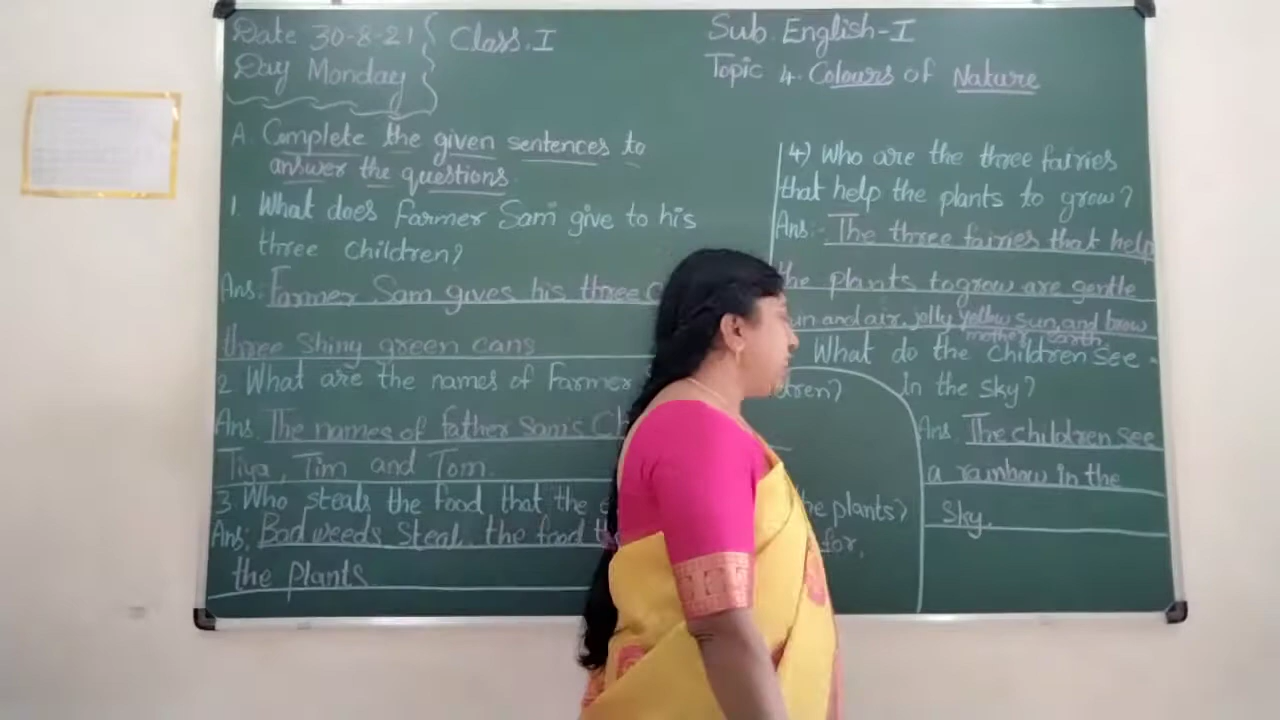 Date 30-8-21
Class. I
Day Monday
Sub. English-I
Topic 4. Colours of Nature
A. Complete the given sentences to
answer the questions.
1. What does Farmer Sam give to his
three children?
Ans: Farmer Sam gives his three
three shiny green cans
2 What are the names of Farmer
Ans. The names of father Sam's
Tiya, Tim and Tom.
3 Who steals the food that the the plants?
Ans: Bad weeds Steal the food for,
the plants
4) Who are the three fairies
that help the plants to grow?
Ans:- The three fairies that help
the plants togrow are gentle
and air, jolly yellow sun, and brow
mother earth.
What do the children see -
in the sky?
Ans. The children see
a rambow in the
Sky.